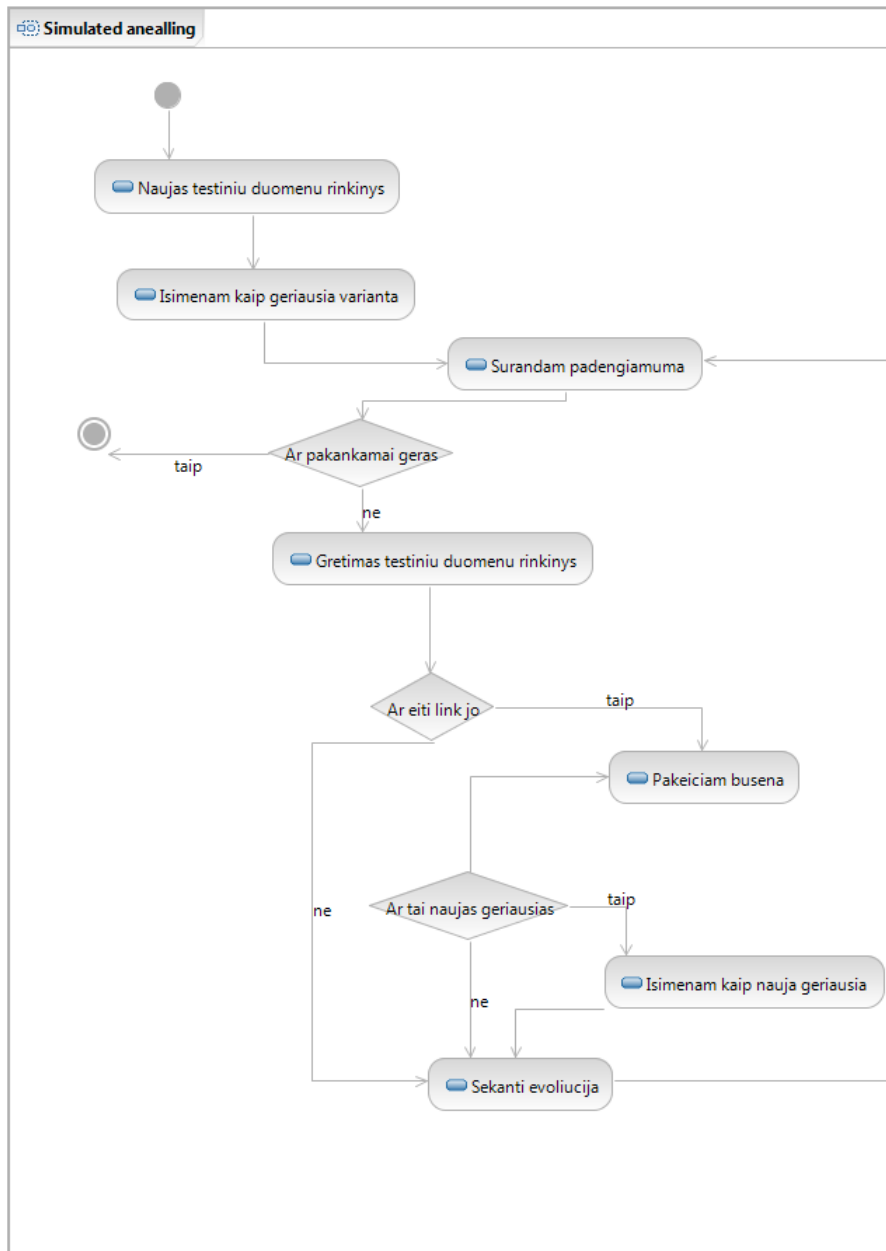 Simulated anealling
Naujas testiniu duomenu rinkinys
Isimenam kaip geriausia varianta
Surandam padengiamuma
Ar pakankamai geras
taip
ne
Gretimas testiniu duomenu rinkinys
Ar eiti link jo
taip
Pakeiciam busena
Ar tai naujas geriausias
taip
ne
Isimenam kaip nauja geriausia
ne
Sekanti evoliucija